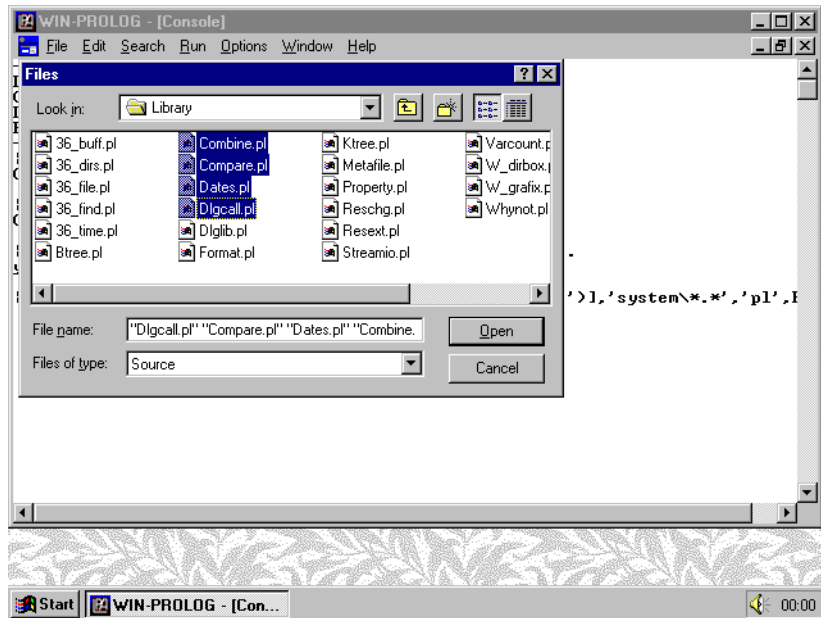 WIN-PROLOG - [Console]
File Edit Search Run Options Window Help
Files
Look in: Library
36_buff.pl Combine.pl Ktree.pl Varcount.p
36_dirs.pl Compare.pl Metafile.pl W_dirbox.p
36_file.pl Dates.pl Property.pl W_grafix.p
36_find.pl Dlgcall.pl Reschg.pl Whynot.pl
36_time.pl Dlglib.pl Resext.pl
Btree.pl Format.pl Streamio.pl
')],'system\*.*','pl',F
File name: "Dlgcall.pl" "Compare.pl" "Dates.pl" "Combine. Open
Files of type: Source Cancel
Start WIN-PROLOG - [Con... 00:00